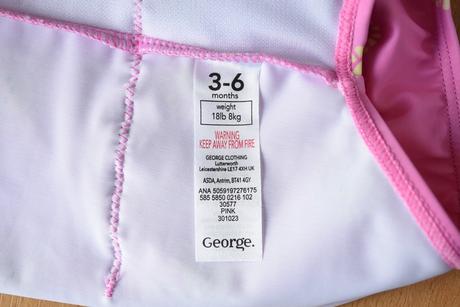 3-6
months
weight
18lb 8kg
WARNING
KEEP AWAY FROM FIRE
GEORGE CLOTHING
Lutterworth
Leicestershire LE17 4XH UK
ASDA, Antrim, BT41 4GY
ANA 5059197276175
585 5850 0216 102
30577
PINK
301023
George.